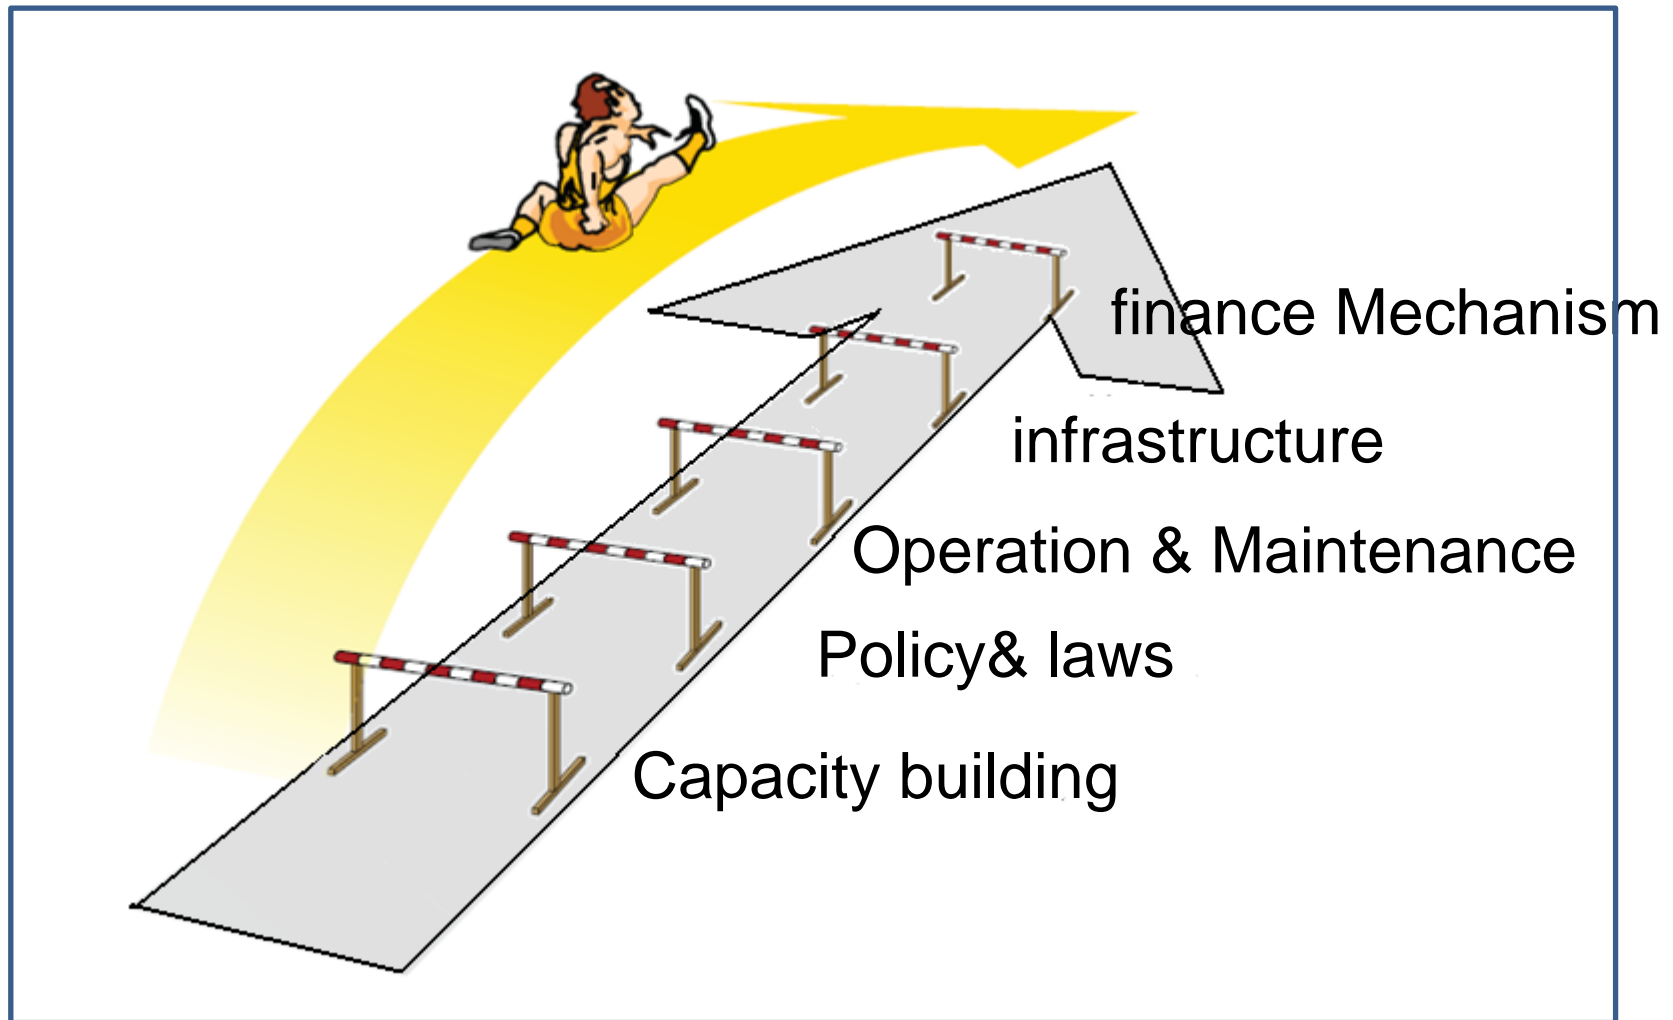 finance Mechanism
infrastructure
Operation & Maintenance
Policy& laws
Capacity building